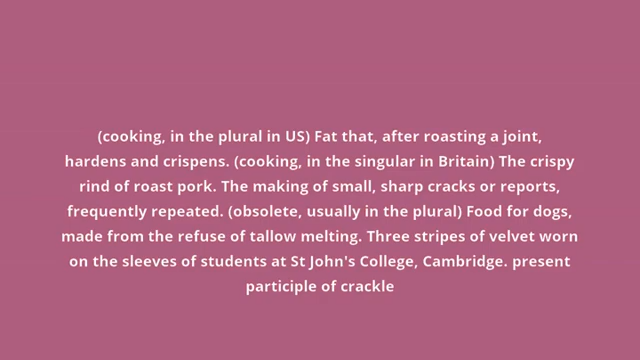 (cooking, in the plural in US) Fat that, after roasting a joint,
hardens and crispens. (cooking, in the singular in Britain) The crispy
rind of roast pork. The making of small, sharp cracks or reports,
frequently repeated. (obsolete, usually in the plural) Food for dogs,
made from the refuse of tallow melting. Three stripes of velvet worn
on the sleeves of students at St John's College, Cambridge. present
participle of crackle